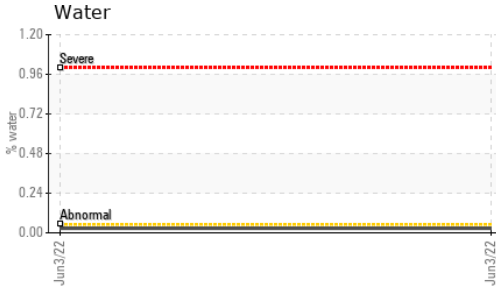 Water
1.20
Severe
0.96
0.72
% water
0.48
0.24
Abnormal
0.00
Jun3/22
Jun3/22